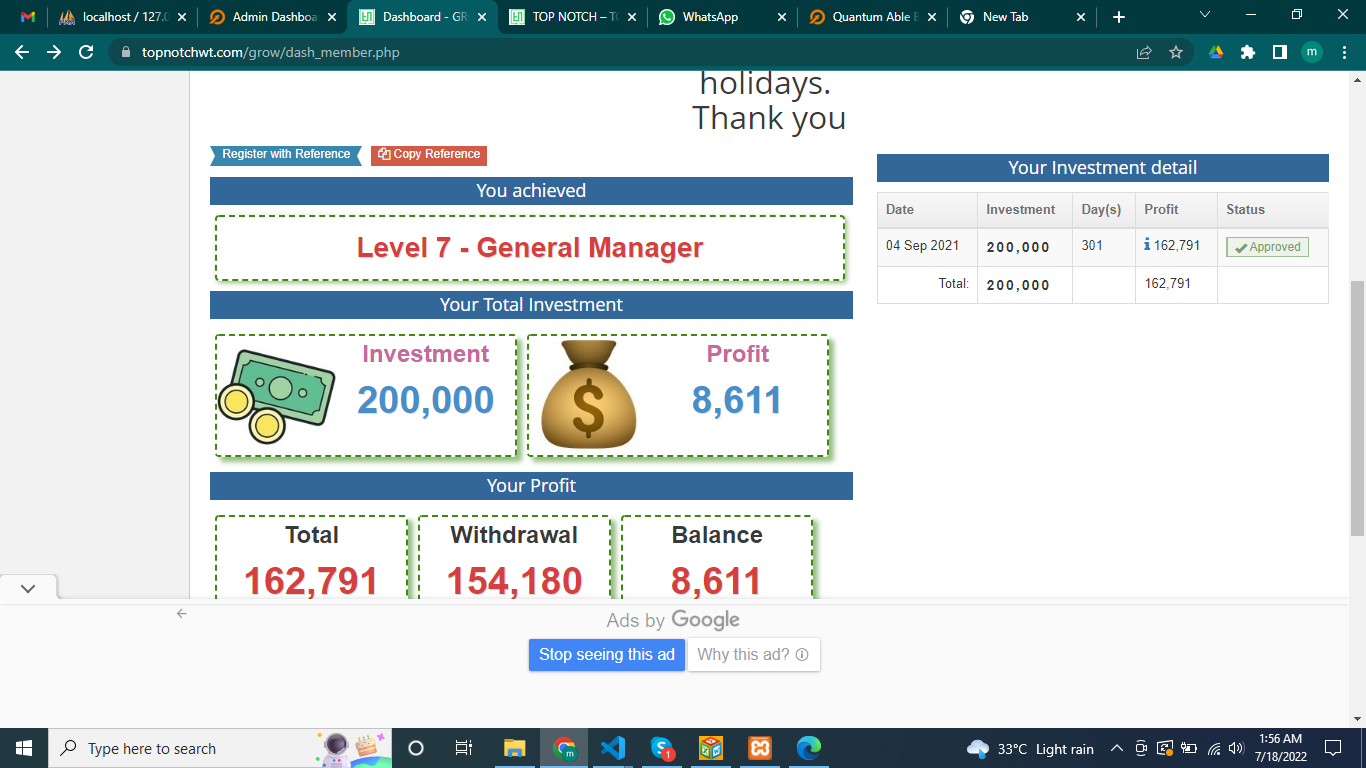 localhost / 127.0
Admin Dashboa
Dashboard - GR
TOP NOTCH – TO
WhatsApp
Quantum Able B
New Tab
topnotchwt.com/grow/dash_member.php
m
holidays.
Thank you
Register with Reference
Copy Reference
You achieved
Level 7 - General Manager
Your Total Investment
Investment
200,000
Profit
8,611
Your Profit
Total
162,791
Withdrawal
154,180
Balance
8,611
Your Investment detail
Date Investment Day(s) Profit Status
04 Sep 2021 200,000 301 162,791 Approved
Total: 200,000 162,791
Ads by Google
Stop seeing this ad
Why this ad?
Type here to search
33°C Light rain
1:56 AM
7/18/2022